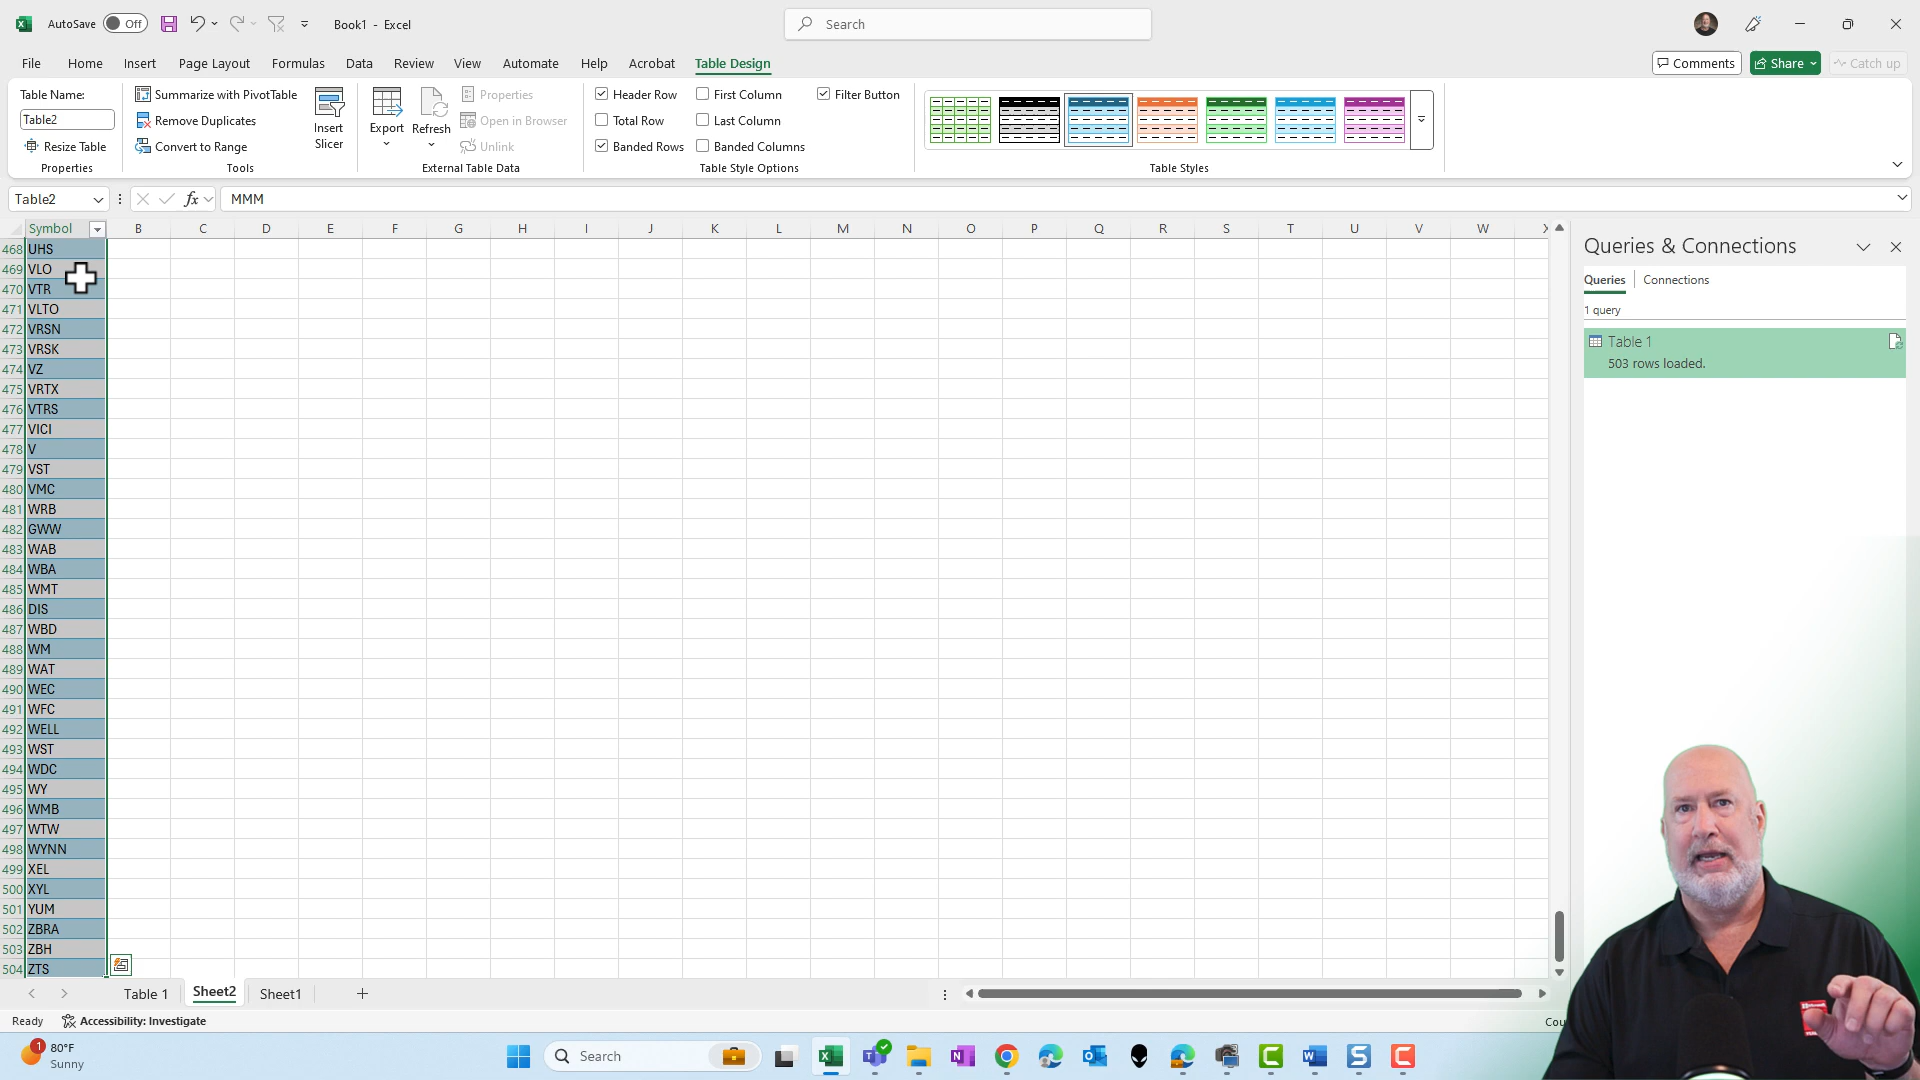 AutoSave Off Book1 - Excel Search
File Home Insert Page Layout Formulas Data Review View Automate Help Acrobat Table Design Comments Share Catch up
Table Name: Summarize with PivotTable Properties Header Row First Column Filter Button
Table2 Remove Duplicates Insert Slicer Export Refresh Open in Browser Total Row Last Column
Resize Table Convert to Range Unlink Banded Rows Banded Columns
Properties Tools External Table Data Table Style Options Table Styles
Table2 fx MMM
Symbol B C D E F G H I J K L M N O P Q R S T U V W X
468 UHS
469 VLO
470 VTR
471 VLTO
472 VRSN
473 VRSK
474 VZ
475 VRTX
476 VTRS
477 VICI
478 V
479 VST
480 VMC
481 WRB
482 GWW
483 WAB
484 WBA
485 WMT
486 DIS
487 WBD
488 WM
489 WAT
490 WEC
491 WFC
492 WELL
493 WST
494 WDC
495 WY
496 WMB
497 WTW
498 WYNN
499 XEL
500 XYL
501 YUM
502 ZBRA
503 ZBH
504 ZTS
Queries & Connections
Queries Connections
1 query
Table 1
503 rows loaded.
Table 1 Sheet2 Sheet1
Ready Accessibility: Investigate Cou
1 80°F
Sunny
Search